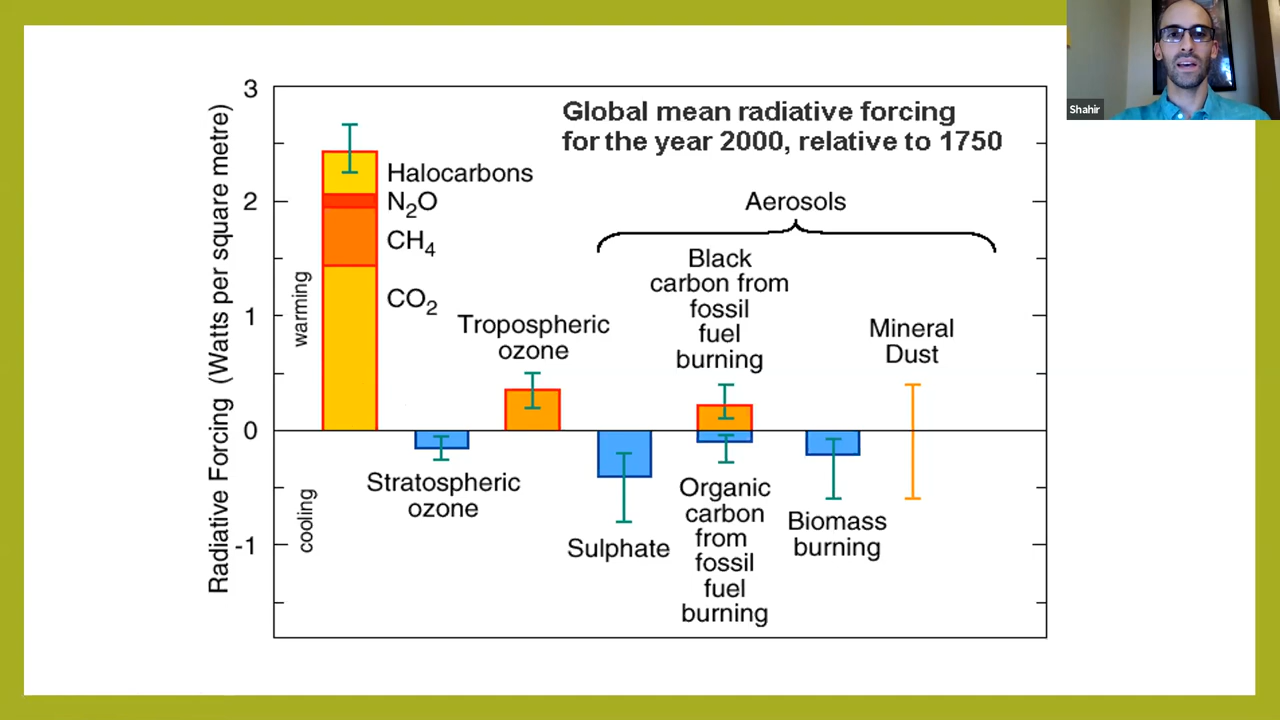 Shahir
3
2
1
0
-1
Radiative Forcing (Watts per square metre)
warming
cooling
Global mean radiative forcing
for the year 2000, relative to 1750
Halocarbons
N₂O
CH₄
CO₂
Aerosols
Tropospheric
ozone
Black
carbon from
fossil
fuel
burning
Mineral
Dust
Stratospheric
ozone
Sulphate
Organic
carbon
from
fossil
fuel
burning
Biomass
burning